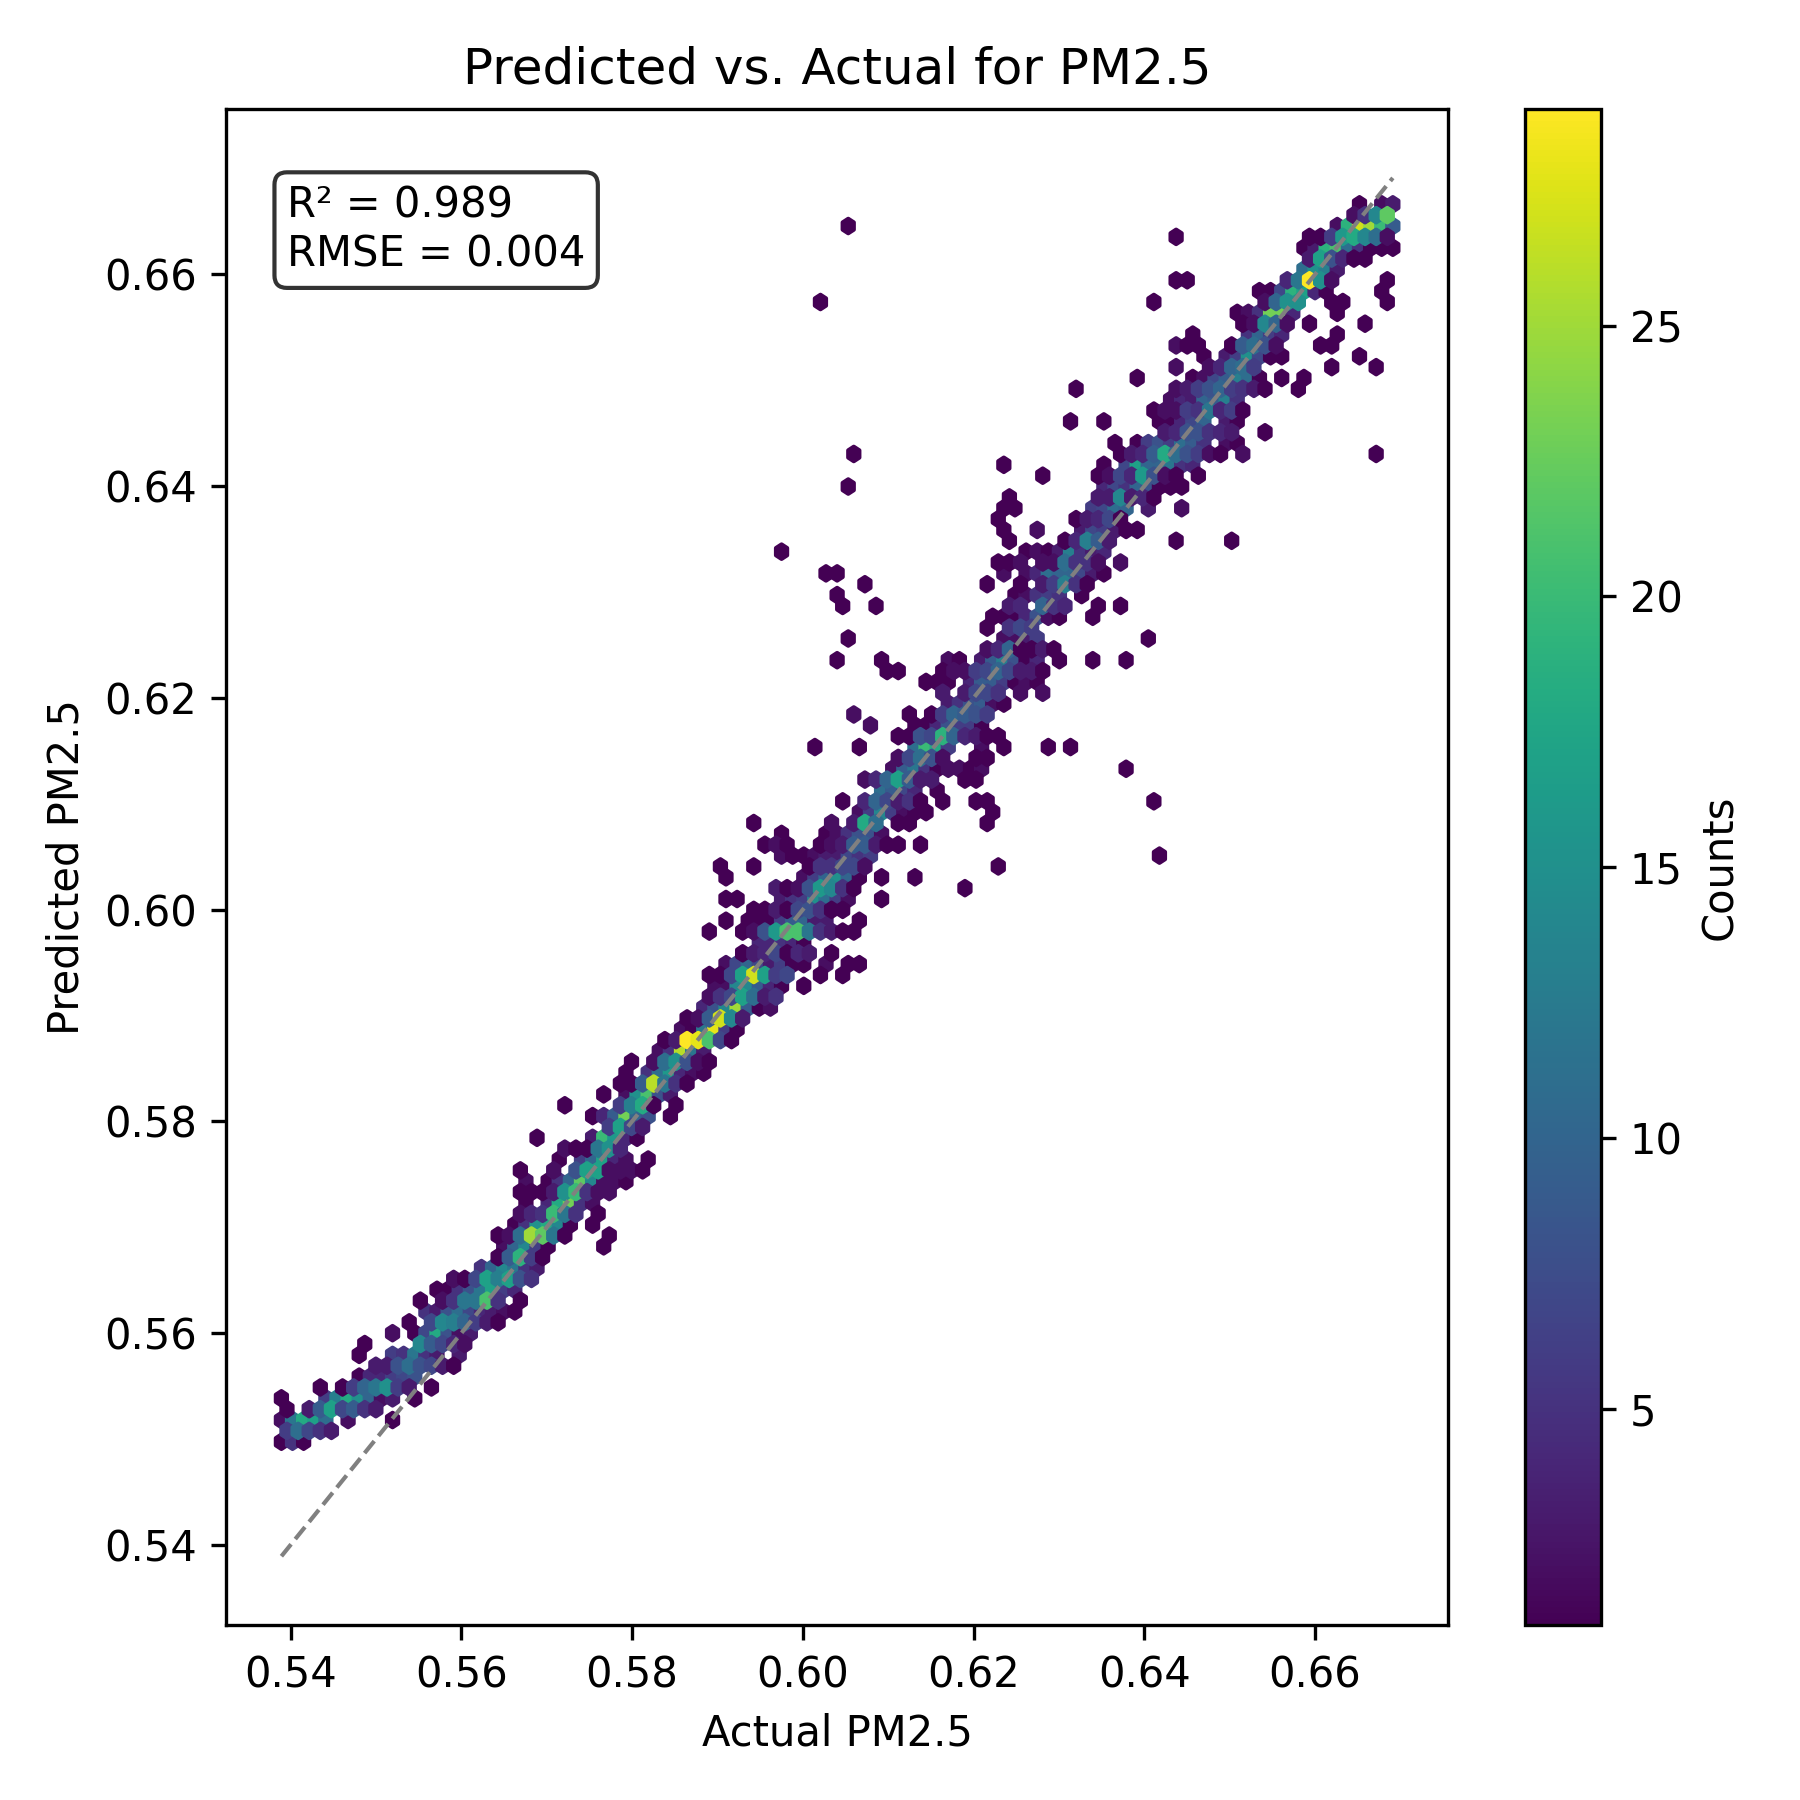 Predicted vs. Actual for PM2.5
R² = 0.989
RMSE = 0.004
Predicted PM2.5
0.66
0.64
0.62
0.60
0.58
0.56
0.54
0.54 0.56 0.58 0.60 0.62 0.64 0.66
Actual PM2.5
25
20
15
10
5
Counts